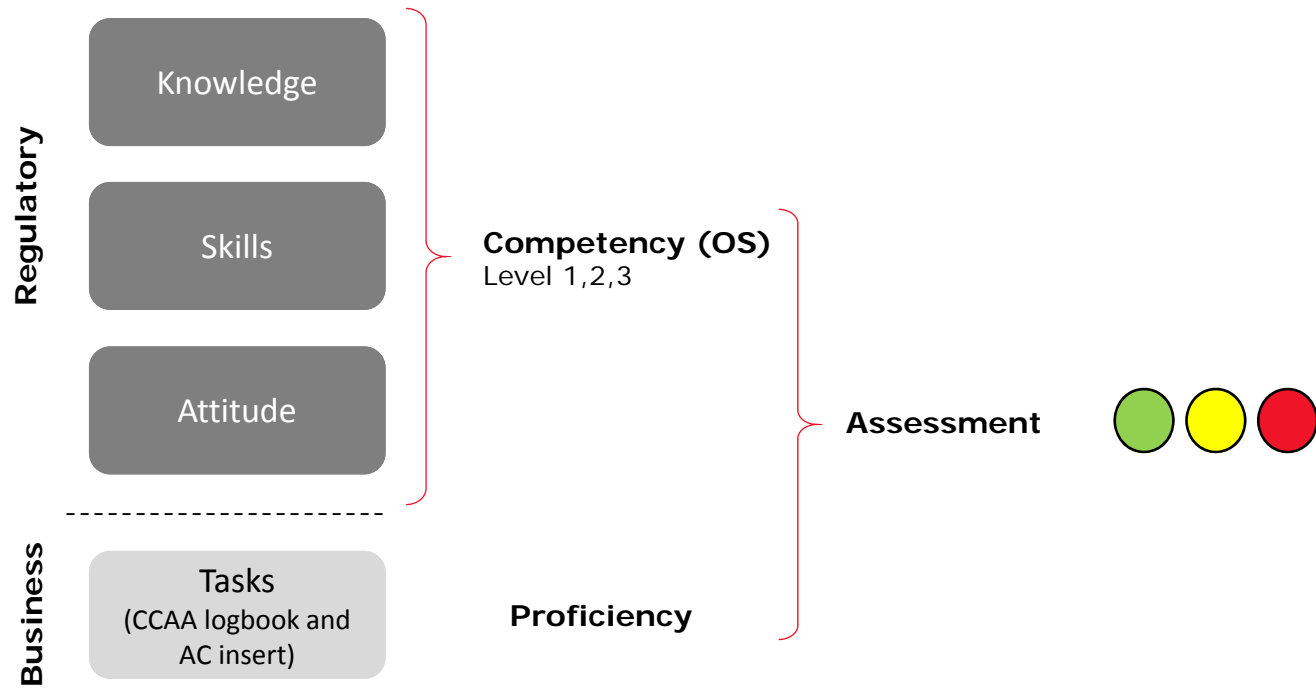 Regulatory
Knowledge
Skills
Attitude
Competency (OS)
Level 1,2,3
Assessment
Business
Tasks
(CCAA logbook and
AC insert)
Proficiency